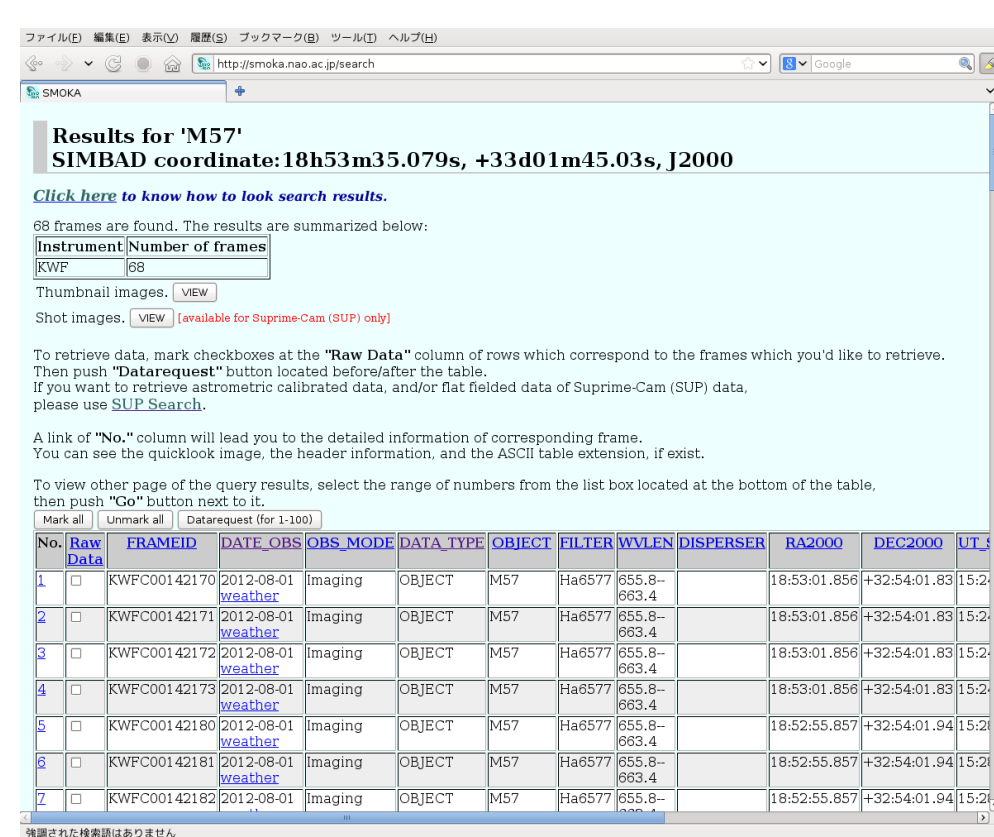 ファイル(F) 編集(E) 表示(V) 履歴(S) ブックマーク(B) ツール(T) ヘルプ(H)
http://smoka.nao.ac.jp/search Google
SMOKA
Results for 'M57'
SIMBAD coordinate:18h53m35.079s, +33d01m45.03s, J2000
Click here to know how to look search results.
68 frames are found. The results are summarized below:
Instrument Number of frames
KWF 68
Thumbnail images. VIEW
Shot images. VIEW [available for Suprime-Cam (SUP) only]
To retrieve data, mark checkboxes at the "Raw Data" column of rows which correspond to the frames which you'd like to retrieve.
Then push "Datarequest" button located before/after the table.
If you want to retrieve astrometric calibrated data, and/or flat fielded data of Suprime-Cam (SUP) data,
please use SUP Search.
A link of "No." column will lead you to the detailed information of corresponding frame.
You can see the quicklook image, the header information, and the ASCII table extension, if exist.
To view other page of the query results, select the range of numbers from the list box located at the bottom of the table,
then push "Go" button next to it.
Mark all Unmark all Datarequest (for 1-100)
No. Raw FRAMEID DATE_OBS OBS_MODE DATA_TYPE OBJECT FILTER WVLEN DISPERSER RA2000 DEC2000
Data
1 KWFC00142170 2012-08-01 Imaging OBJECT M57 Ha6577 655.8-- 18:53:01.856 +32:54:01.83 15:24
weather 663.4
2 KWFC00142171 2012-08-01 Imaging OBJECT M57 Ha6577 655.8-- 18:53:01.856 +32:54:01.83 15:24
weather 663.4
3 KWFC00142172 2012-08-01 Imaging OBJECT M57 Ha6577 655.8-- 18:53:01.856 +32:54:01.83 15:24
weather 663.4
4 KWFC00142173 2012-08-01 Imaging OBJECT M57 Ha6577 655.8-- 18:53:01.856 +32:54:01.83 15:24
weather 663.4
5 KWFC00142180 2012-08-01 Imaging OBJECT M57 Ha6577 655.8-- 18:52:55.857 +32:54:01.94 15:28
weather 663.4
6 KWFC00142181 2012-08-01 Imaging OBJECT M57 Ha6577 655.8-- 18:52:55.857 +32:54:01.94 15:28
weather 663.4
7 KWFC00142182 2012-08-01 Imaging OBJECT M57 Ha6577 655.8-- 18:52:55.857 +32:54:01.94 15:28
強調された検索語はありません